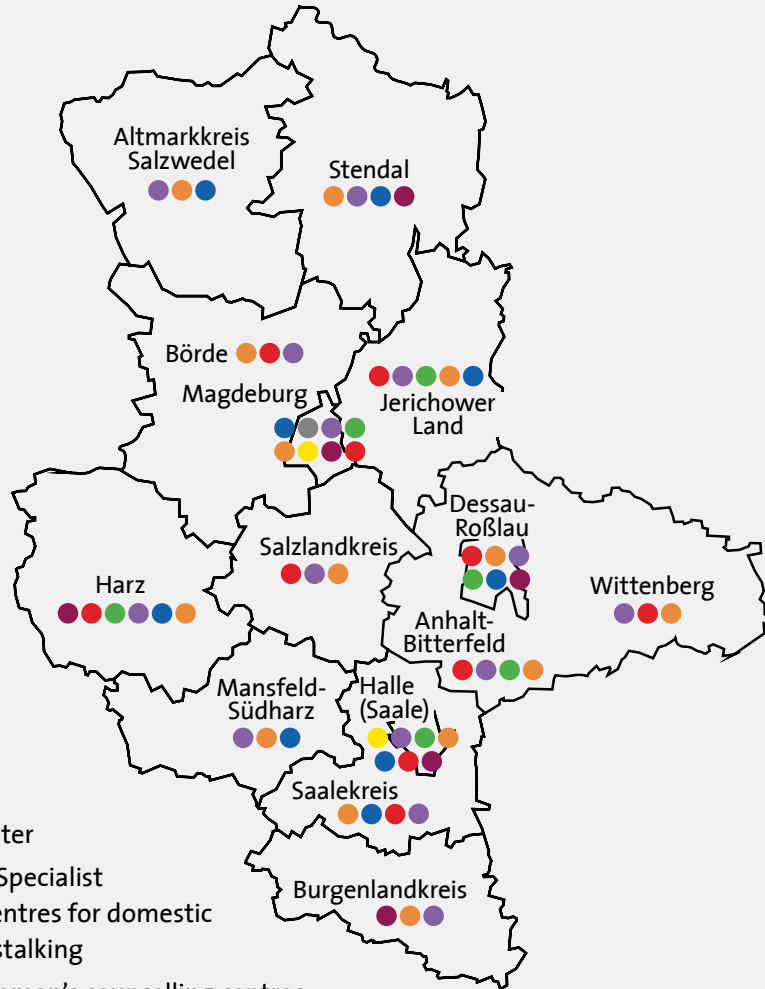 Altmarkkreis
Salzwedel
Stendal
Börde
Magdeburg
Jerichower
Land
Dessau-
Roßlau
Salzlandkreis
Harz
Wittenberg
Anhalt-
Bitterfeld
Mansfeld-
Südharz
Halle
(Saale)
Saalekreis
Burgenlandkreis
ter
Specialist
entres for domestic
stalking